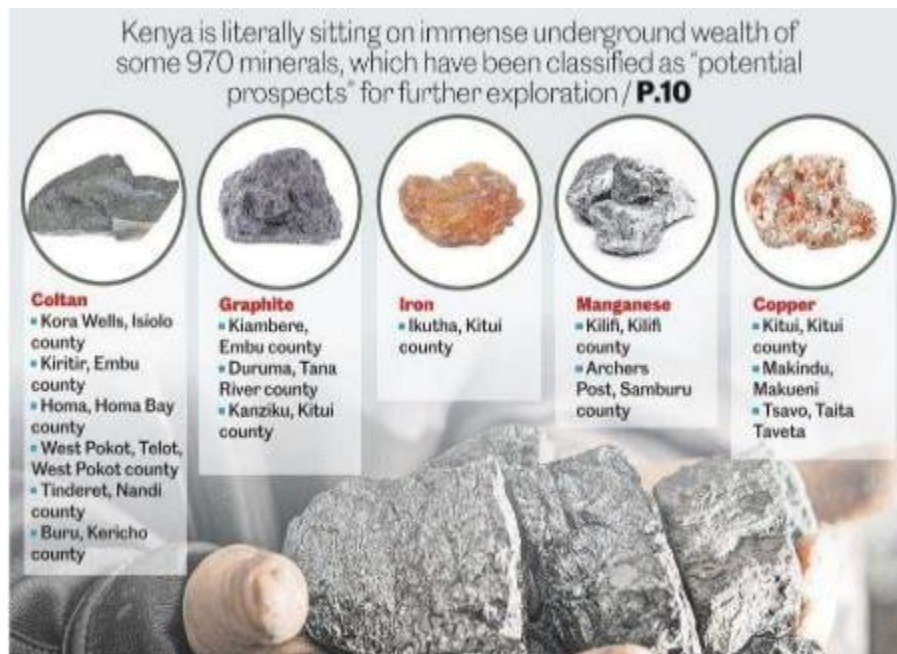 Kenya is literally sitting on immense underground wealth of
some 970 minerals, which have been classified as "potential
prospects" for further exploration / P.10
Coltan
▪ Kora Wells, Isiolo
county
▪ Kiritir, Embu
county
▪ Homa, Homa Bay
county
▪ West Pokot, Telot,
West Pokot county
▪ Tinderet, Nandi
county
▪ Buru, Kericho
county
Graphite
▪ Kiambere,
Embu county
▪ Duruma, Tana
River county
▪ Kanziku, Kitui
county
Iron
▪ Ikutha, Kitui
county
Manganese
▪ Kilifi, Kilifi
county
▪ Archers
Post, Samburu
county
Copper
▪ Kitui, Kitui
county
▪ Makindu,
Makueni
▪ Tsavo, Taita
Taveta